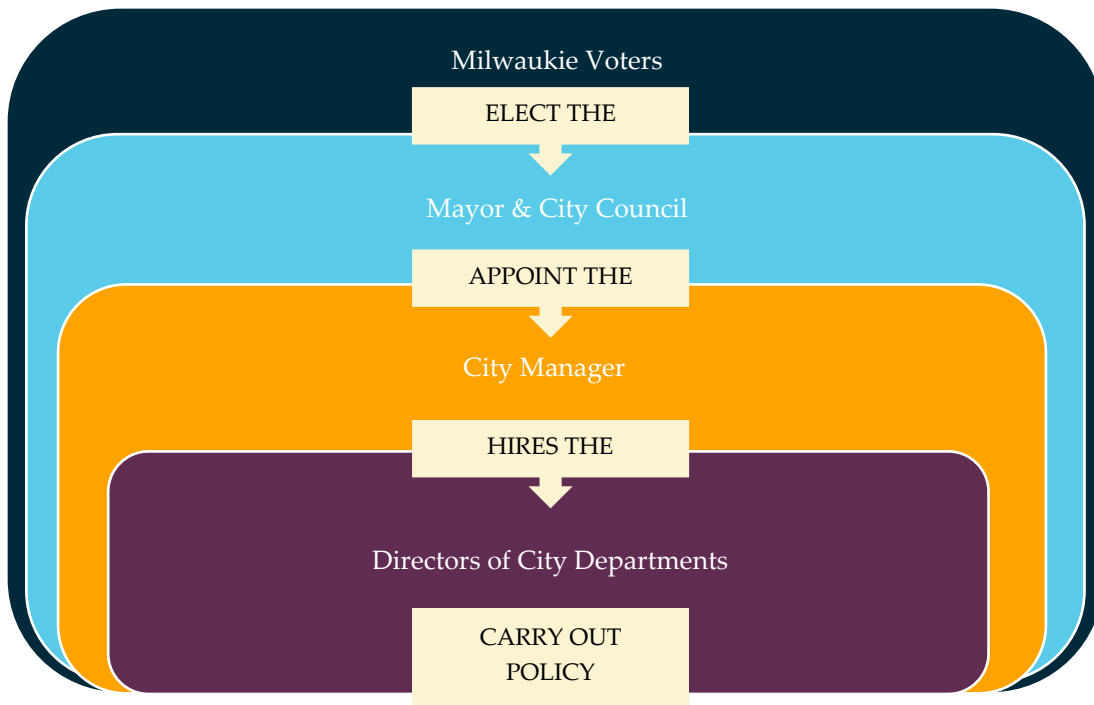 Milwaukie Voters
ELECT THE
Mayor & City Council
APPOINT THE
City Manager
HIRES THE
Directors of City Departments
CARRY OUT
POLICY